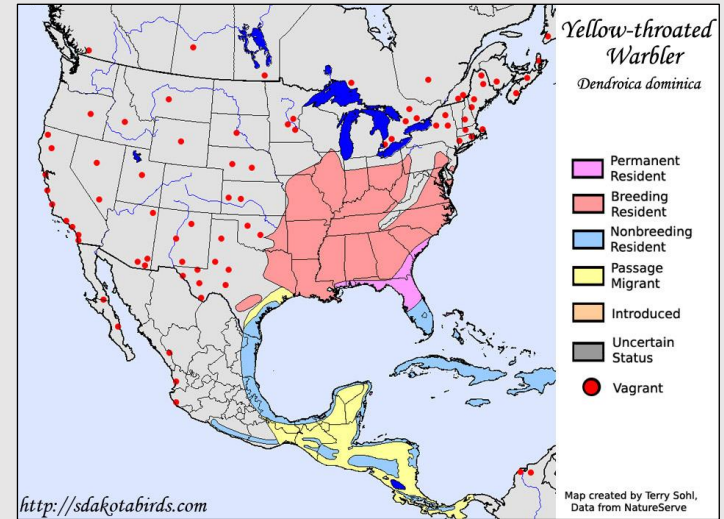 Yellow-throated
Warbler
Dendroica dominica
Permanent
Resident
Breeding
Resident
Nonbreeding
Resident
Passage
Migrant
Introduced
Uncertain
Status
Vagrant
http://sdakotabirds.com
Map created by Terry Sohl,
Data from NatureServe